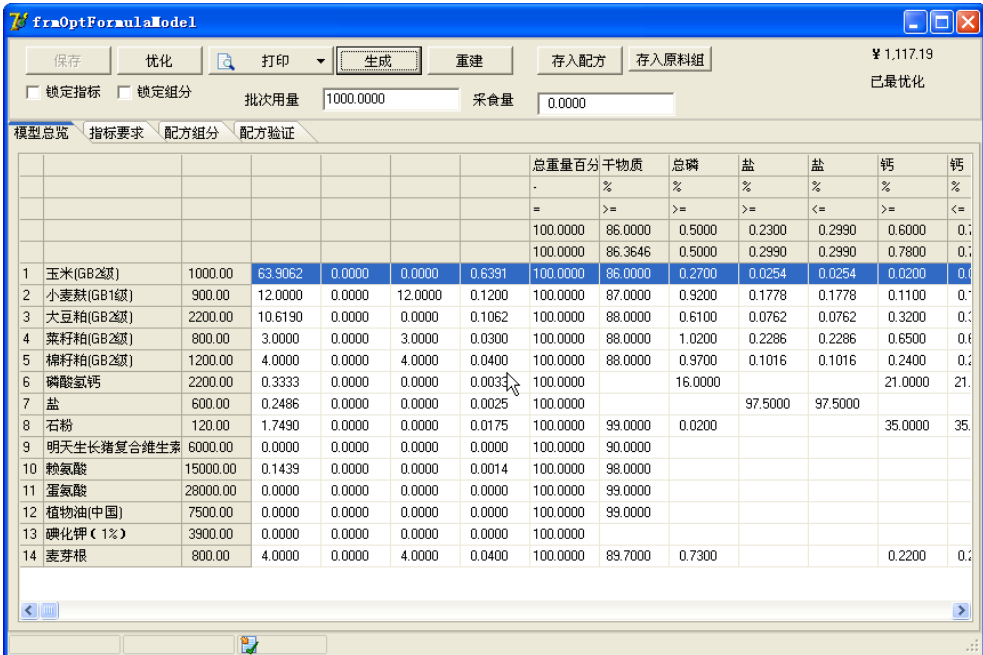 frmOptFormulaModel
保存 优化 打印 生成 重建 存入配方 存入原料组 ¥ 1,117.19
锁定指标 锁定组分 批次用量 1000.0000 采食量 0.0000 已最优化
模型总览 指标要求 配方组分 配方验证
总重量百分 干物质 总磷 盐 盐 钙 钙
- % % % % % %
= >= >= >= <= >= <=
100.0000 86.0000 0.5000 0.2300 0.2990 0.6000
100.0000 86.3646 0.5000 0.2990 0.2990 0.7800
1 玉米(GB2级) 1000.00 63.9062 0.0000 0.0000 0.6391 100.0000 86.0000 0.2700 0.0254 0.0254 0.0200
2 小麦麸(GB1级) 900.00 12.0000 0.0000 12.0000 0.1200 100.0000 87.0000 0.9200 0.1778 0.1778 0.1100
3 大豆粕(GB2级) 2200.00 10.6190 0.0000 0.0000 0.1062 100.0000 88.0000 0.6100 0.0762 0.0762 0.3200
4 菜籽粕(GB2级) 800.00 3.0000 0.0000 3.0000 0.0300 100.0000 88.0000 1.0200 0.2286 0.2286 0.6500
5 棉籽粕(GB2级) 1200.00 4.0000 0.0000 4.0000 0.0400 100.0000 88.0000 0.9700 0.1016 0.1016 0.2400
6 磷酸氢钙 2200.00 0.3333 0.0000 0.0000 0.0033 100.0000 16.0000 21.0000 21.
7 盐 600.00 0.2486 0.0000 0.0000 0.0025 100.0000 97.5000 97.5000
8 石粉 120.00 1.7490 0.0000 0.0000 0.0175 100.0000 99.0000 0.0200 35.0000 35.
9 明天生长猪复合维生素 6000.00 0.0000 0.0000 0.0000 0.0000 100.0000 90.0000
10 赖氨酸 15000.00 0.1439 0.0000 0.0000 0.0014 100.0000 98.0000
11 蛋氨酸 28000.00 0.0000 0.0000 0.0000 0.0000 100.0000 99.0000
12 植物油(中国) 7500.00 0.0000 0.0000 0.0000 0.0000 100.0000 99.0000
13 碘化钾(1%) 3900.00 0.0000 0.0000 0.0000 0.0000 100.0000
14 麦芽根 800.00 4.0000 0.0000 4.0000 0.0400 100.0000 89.7000 0.7300 0.2200